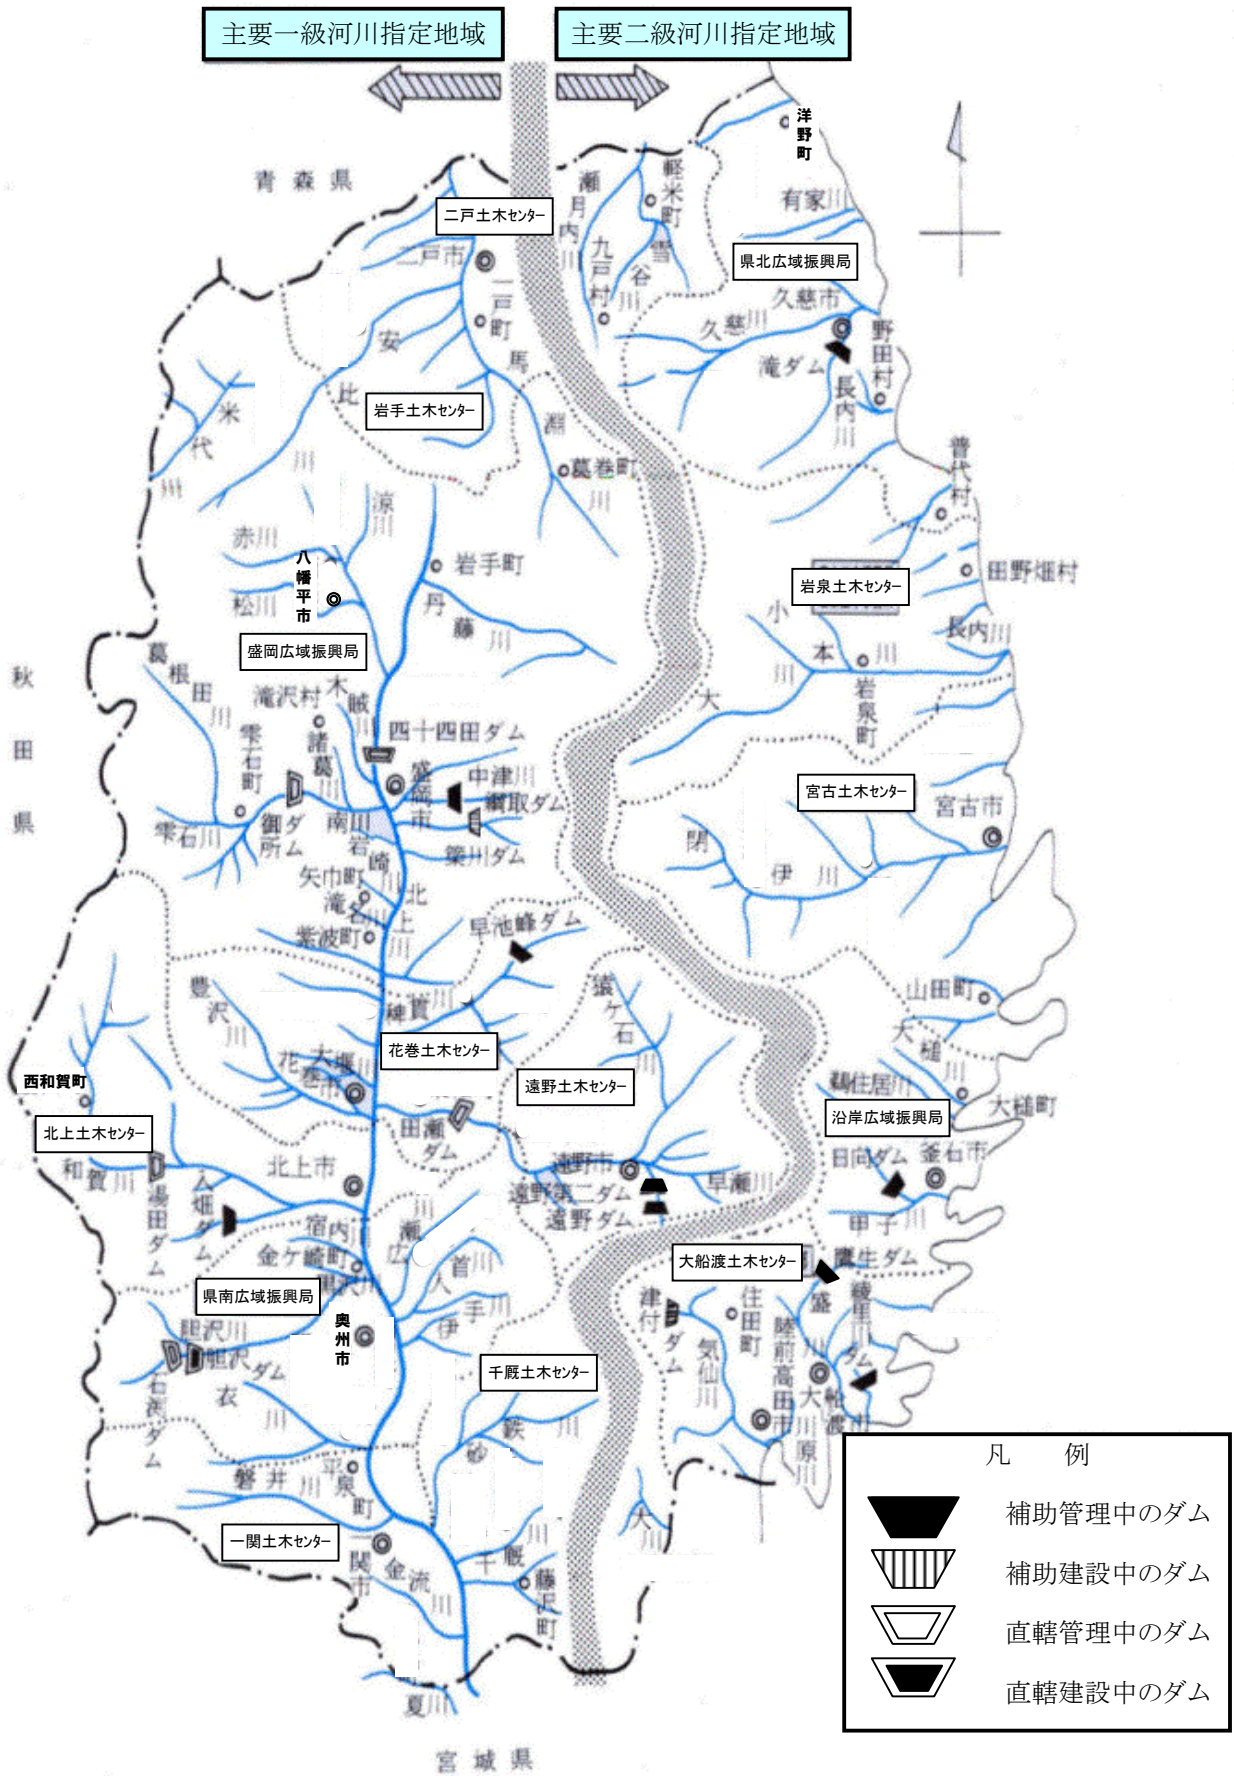 主要一級河川指定地域
主要二級河川指定地域
青森県
秋田県
宮城県
洋野町
軽米町
瀬月内川
九戸村
雪谷川
有家川
二戸土木センター
県北広域振興局
二戸市
一戸町
久慈市
久慈川
野田村
滝ダム
長内川
安比川
馬淵川
岩手土木センター
米代川
葛巻町
普代村
涼川
赤川
八幡平市
松川
岩手町
丹藤川
岩泉土木センター
田野畑村
小本川
長内川
大川
岩泉町
盛岡広域振興局
葛根田川
滝沢村
木賊川
諸葛川
四十四田ダム
雫石町
盛岡市
中津川
綱取ダム
宮古土木センター
宮古市
雫石川
御所ダム
南川
岩崎川
簗川ダム
閉伊川
矢巾町
滝名川
北上川
紫波町
早池峰ダム
豊沢川
稗貫川
猿ケ石川
山田町
大槌川
花巻土木センター
大堰川
花巻市
遠野土木センター
鵜住居川
大槌町
西和賀町
沿岸広域振興局
北上土木センター
田瀬ダム
和賀川
湯田ダム
入畑ダム
北上市
遠野市
遠野第二ダム
遠野ダム
早瀬川
日向ダム
釜石市
甲子川
宿内川
金ケ崎町
黒沢川
広瀬川
人首川
伊手川
大船渡土木センター
鷹生ダム
県南広域振興局
奥州市
津付ダム
住田町
盛川
綾里川ダム
胆沢川
胆沢ダム
石淵ダム
衣川
千厩土木センター
気仙川
陸前高田市
大船渡市
川原川
砂鉄川
磐井川
平泉町
一関土木センター
一関市
金流川
千厩川
藤沢町
大川
夏川
凡　例
補助管理中のダム
補助建設中のダム
直轄管理中のダム
直轄建設中のダム